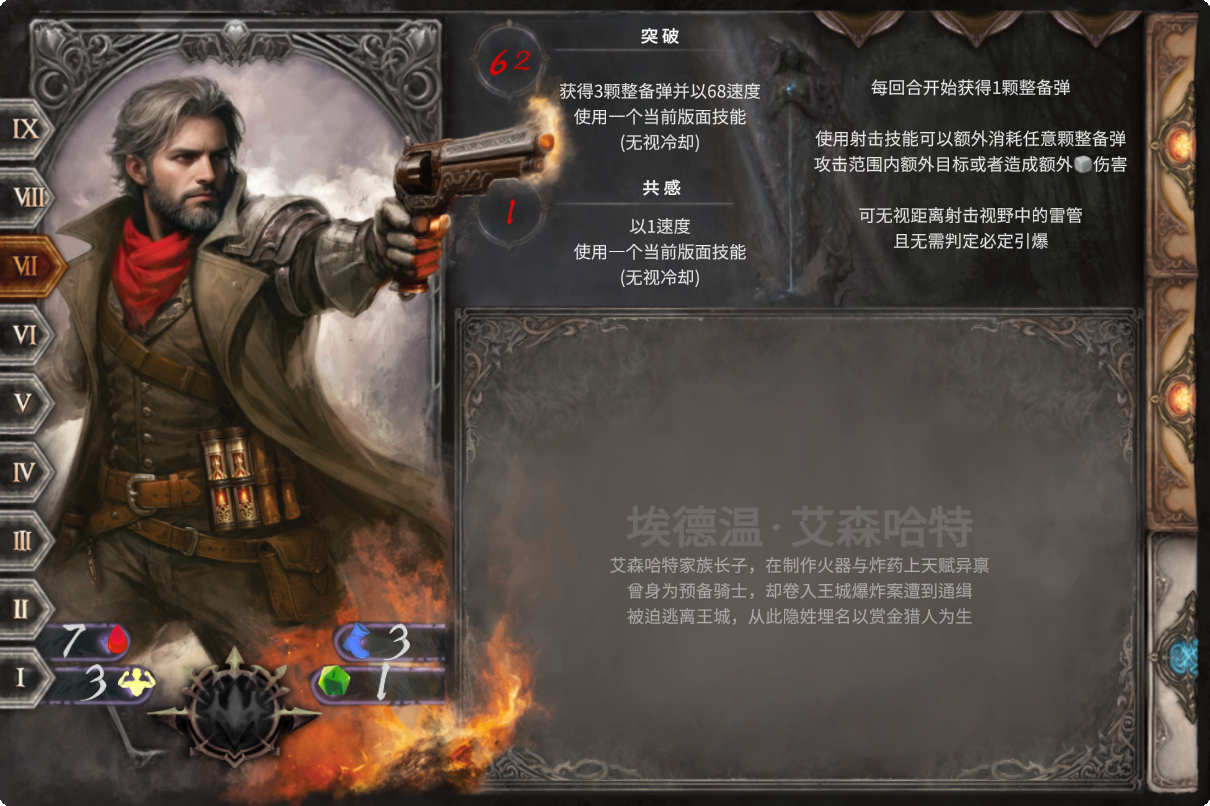 IX
VIII
VII
VI
V
IV
III
II
I
7
3
3
1
62
突破
获得3颗整备弹并以68速度
使用一个当前版面技能
(无视冷却)
1
共感
以1速度
使用一个当前版面技能
(无视冷却)
每回合开始获得1颗整备弹
使用射击技能可以额外消耗任意颗整备弹
攻击范围内额外目标或者造成额外伤害
可无视距离射击视野中的雷管
且无需判定必定引爆
埃德温·艾森哈特
艾森哈特家族长子，在制作火器与炸药上天赋异禀
曾身为预备骑士，却卷入王城爆炸案遭到通缉
被迫逃离王城，从此隐姓埋名以赏金猎人为生